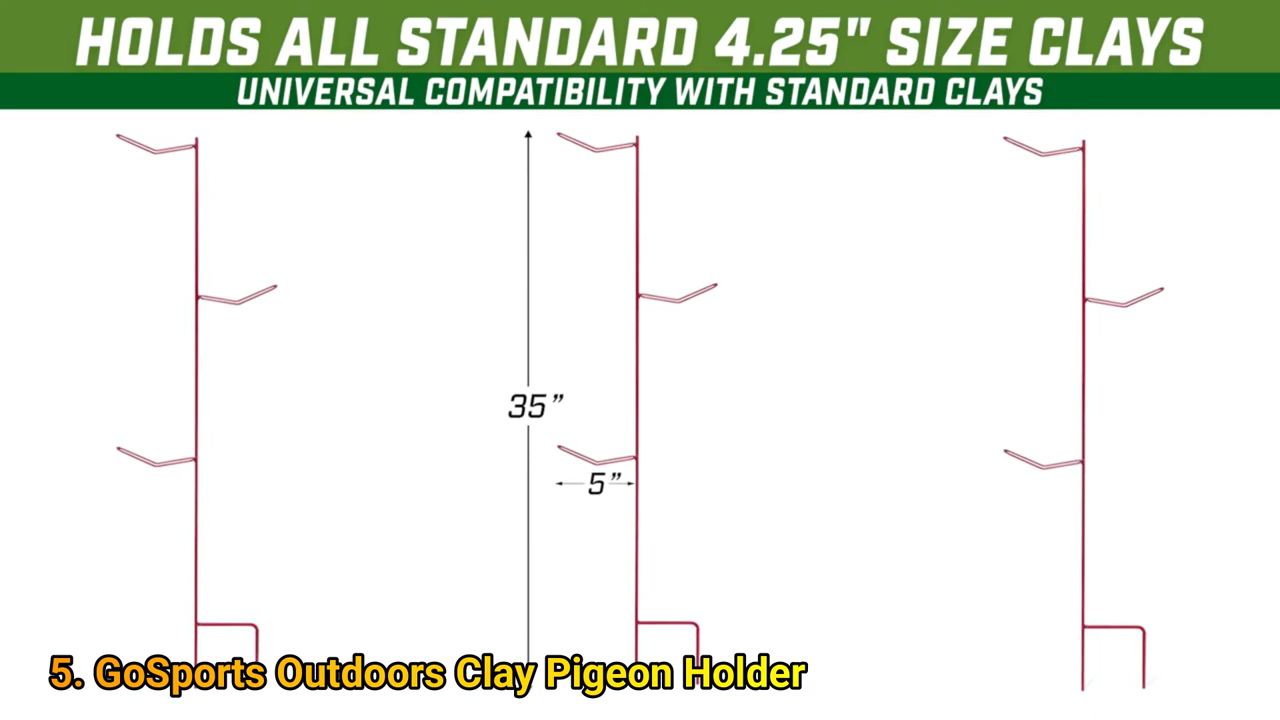 HOLDS ALL STANDARD 4.25" SIZE CLAYS
UNIVERSAL COMPATIBILITY WITH STANDARD CLAYS
35”
5”
5. GoSports Outdoors Clay Pigeon Holder